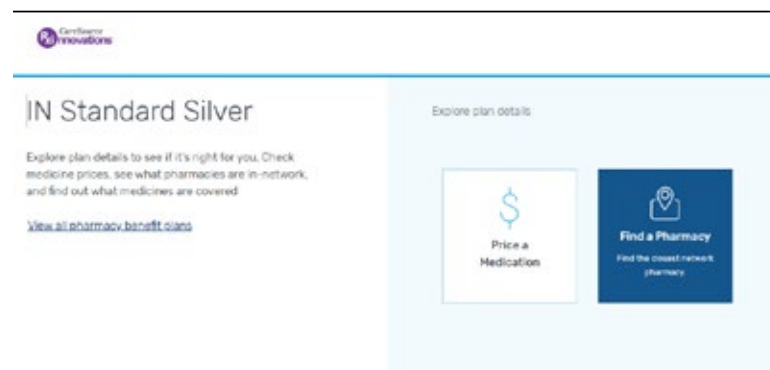 CareSource
Rx Innovations
IN Standard Silver
Explore plan details to see if it's right for you. Check
medicine prices, see what pharmacies are in-network,
and find out what medicines are covered
View all pharmacy benefit plans
Explore plan details
Price a
Medication
Find a Pharmacy
Find the closest network
pharmacy.